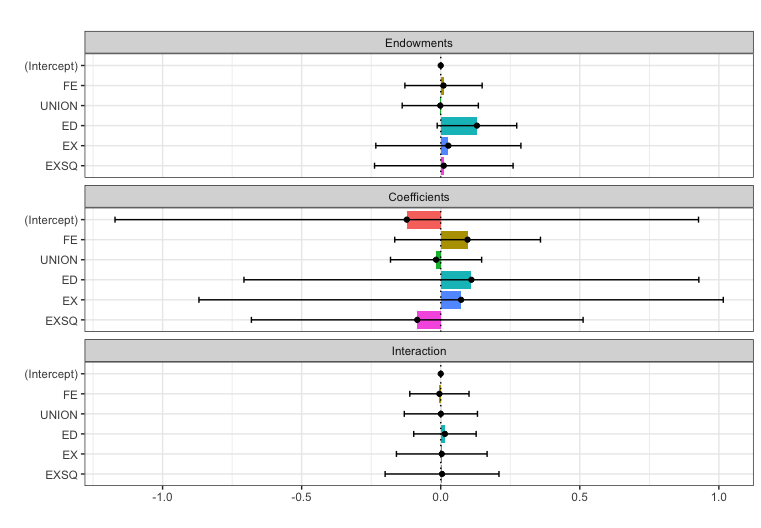 Endowments
(Intercept)
FE
UNION
ED
EX
EXSQ
Coefficients
(Intercept)
FE
UNION
ED
EX
EXSQ
Interaction
(Intercept)
FE
UNION
ED
EX
EXSQ
-1.0 -0.5 0.0 0.5 1.0